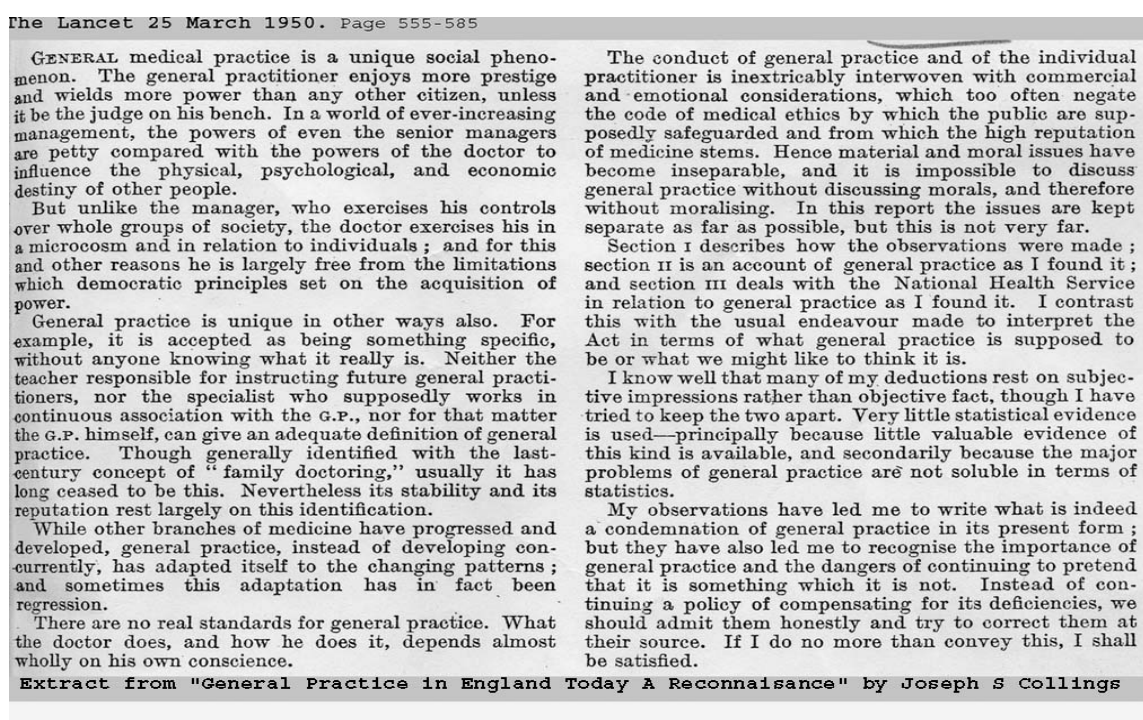 The Lancet 25 March 1950. Page 555-585
GENERAL medical practice is a unique social pheno-
menon. The general practitioner enjoys more prestige
and wields more power than any other citizen, unless
it be the judge on his bench. In a world of ever-increasing
management, the powers of even the senior managers
are petty compared with the powers of the doctor to
influence the physical, psychological, and economic
destiny of other people.
But unlike the manager, who exercises his controls
over whole groups of society, the doctor exercises his in
a microcosm and in relation to individuals ; and for this
and other reasons he is largely free from the limitations
which democratic principles set on the acquisition of
power.
General practice is unique in other ways also. For
example, it is accepted as being something specific,
without anyone knowing what it really is. Neither the
teacher responsible for instructing future general practi-
tioners, nor the specialist who supposedly works in
continuous association with the G.P., nor for that matter
the G.P. himself, can give an adequate definition of general
practice. Though generally identified with the last-
century concept of “ family doctoring,” usually it has
long ceased to be this. Nevertheless its stability and its
reputation rest largely on this identification.
While other branches of medicine have progressed and
developed, general practice, instead of developing con-
currently, has adapted itself to the changing patterns ;
and sometimes this adaptation has in fact been
regression.
There are no real standards for general practice. What
the doctor does, and how he does it, depends almost
wholly on his own conscience.
The conduct of general practice and of the individual
practitioner is inextricably interwoven with commercial
and emotional considerations, which too often negate
the code of medical ethics by which the public are sup-
posedly safeguarded and from which the high reputation
of medicine stems. Hence material and moral issues have
become inseparable, and it is impossible to discuss
general practice without discussing morals, and therefore
without moralising. In this report the issues are kept
separate as far as possible, but this is not very far.
Section I describes how the observations were made ;
section II is an account of general practice as I found it ;
and section III deals with the National Health Service
in relation to general practice as I found it. I contrast
this with the usual endeavour made to interpret the
Act in terms of what general practice is supposed to
be or what we might like to think it is.
I know well that many of my deductions rest on subjec-
tive impressions rather than objective fact, though I have
tried to keep the two apart. Very little statistical evidence
is used—principally because little valuable evidence of
this kind is available, and secondarily because the major
problems of general practice are not soluble in terms of
statistics.
My observations have led me to write what is indeed
a condemnation of general practice in its present form ;
but they have also led me to recognise the importance of
general practice and the dangers of continuing to pretend
that it is something which it is not. Instead of con-
tinuing a policy of compensating for its deficiencies, we
should admit them honestly and try to correct them at
their source. If I do no more than convey this, I shall
be satisfied.
Extract from "General Practice in England Today A Reconnaisance" by Joseph S Collings